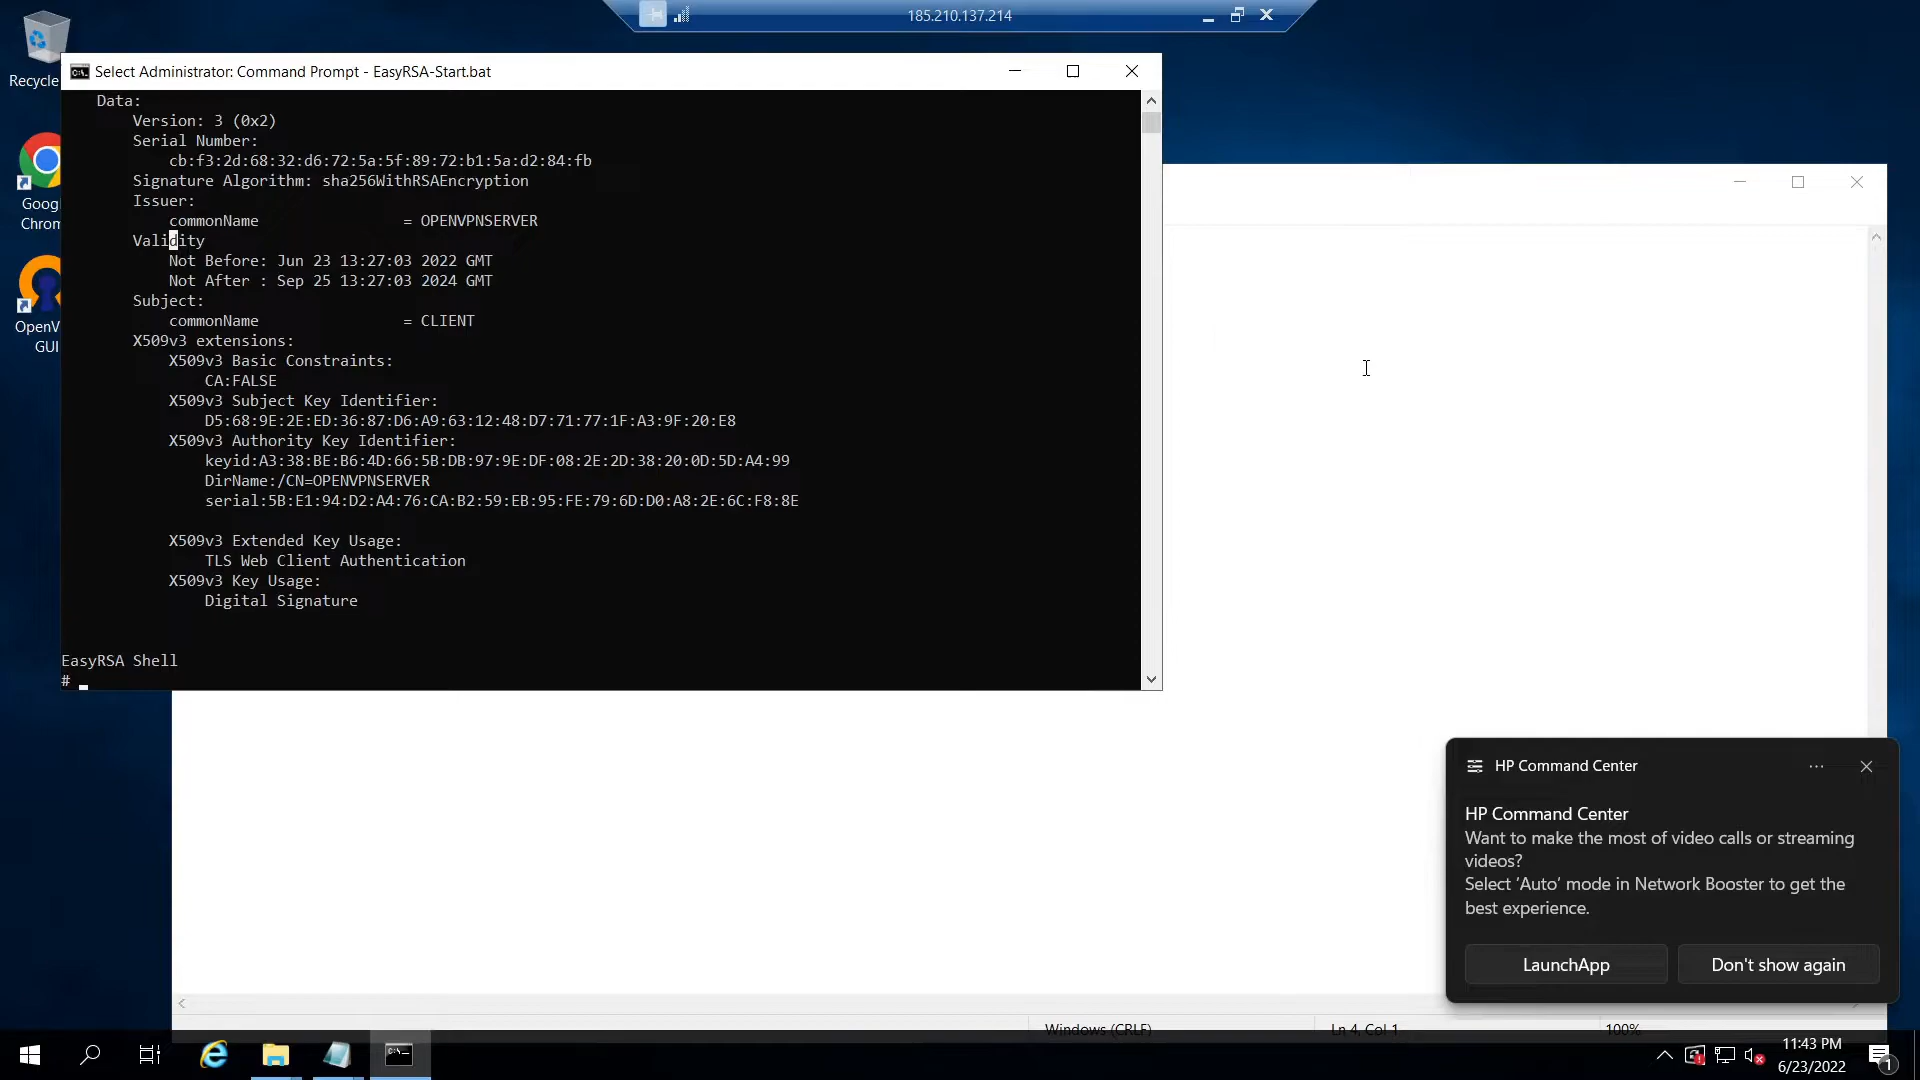 185.210.137.214
Recycle
Select Administrator: Command Prompt - EasyRSA-Start.bat
Data:
Version: 3 (0x2)
Serial Number:
cb:f3:2d:68:32:d6:72:5a:5f:89:72:b1:5a:d2:84:fb
Signature Algorithm: sha256WithRSAEncryption
Issuer:
commonName = OPENVPNSERVER
Validity
Not Before: Jun 23 13:27:03 2022 GMT
Not After : Sep 25 13:27:03 2024 GMT
Subject:
commonName = CLIENT
X509v3 extensions:
X509v3 Basic Constraints:
CA:FALSE
X509v3 Subject Key Identifier:
D5:68:9E:2E:ED:36:87:D6:A9:63:12:48:D7:71:77:1F:A3:9F:20:E8
X509v3 Authority Key Identifier:
keyid:A3:38:BE:B6:4D:66:5B:DB:97:9E:DF:08:2E:2D:38:20:0D:5D:A4:99
DirName:/CN=OPENVPNSERVER
serial:5B:E1:94:D2:A4:76:CA:B2:59:EB:95:FE:79:6D:D0:A8:2E:6C:F8:8E
X509v3 Extended Key Usage:
TLS Web Client Authentication
X509v3 Key Usage:
Digital Signature
EasyRSA Shell
#
Goog
Chrom
OpenV
GUI
HP Command Center
HP Command Center
Want to make the most of video calls or streaming
videos?
Select 'Auto' mode in Network Booster to get the
best experience.
LaunchApp
Don't show again
Windows (CRLF)
Ln 4, Col 1
100%
11:43 PM
6/23/2022
1